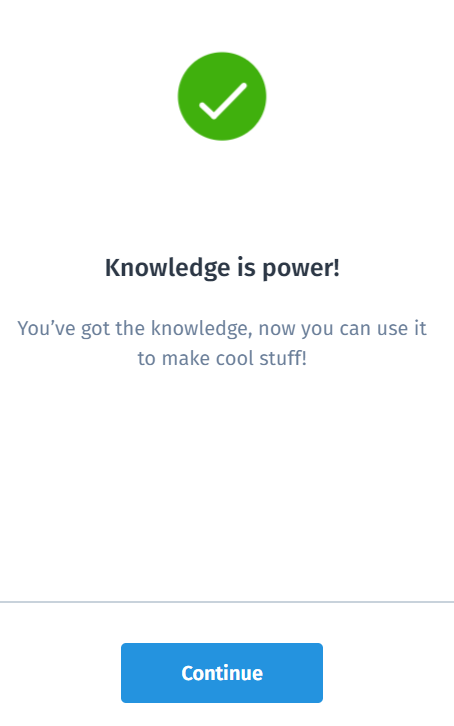 Knowledge is power!
You’ve got the knowledge, now you can use it
to make cool stuff!
Continue